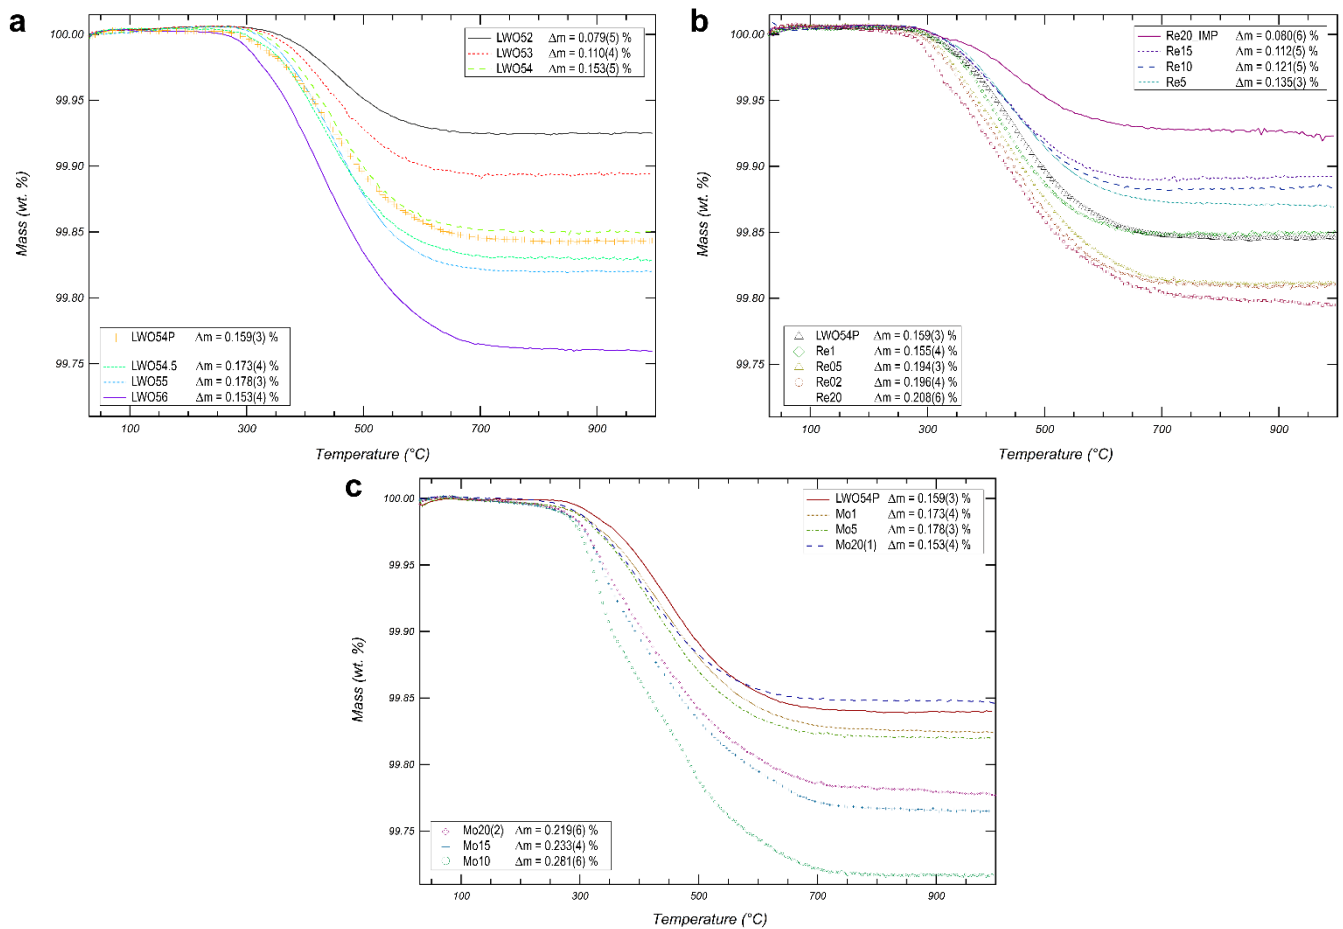 a
LWO52 Δm = 0.079(5) %
LWO53 Δm = 0.110(4) %
LWO54 Δm = 0.153(5) %
100.00
99.95
99.90
99.85
99.80
99.75
Mass (wt. %)
LWO54P Δm = 0.159(3) %
LWO54.5 Δm = 0.173(4) %
LWO55 Δm = 0.178(3) %
LWO56 Δm = 0.153(4) %
100 300 500 700 900
Temperature (°C)
b
Re20 IMP Δm = 0.080(6) %
Re15 Δm = 0.112(5) %
Re10 Δm = 0.121(5) %
Re5 Δm = 0.135(3) %
100.00
99.95
99.90
99.85
99.80
99.75
Mass (wt. %)
LWO54P Δm = 0.159(3) %
Re1 Δm = 0.155(4) %
Re05 Δm = 0.194(3) %
Re02 Δm = 0.196(4) %
Re20 Δm = 0.208(6) %
100 300 500 700 900
Temperature (°C)
c
LWO54P Δm = 0.159(3) %
Mo1 Δm = 0.173(4) %
Mo5 Δm = 0.178(3) %
Mo20(1) Δm = 0.153(4) %
100.00
99.95
99.90
99.85
99.80
99.75
Mass (wt. %)
Mo20(2) Δm = 0.219(6) %
Mo15 Δm = 0.233(4) %
Mo10 Δm = 0.281(6) %
100 300 500 700 900
Temperature (°C)